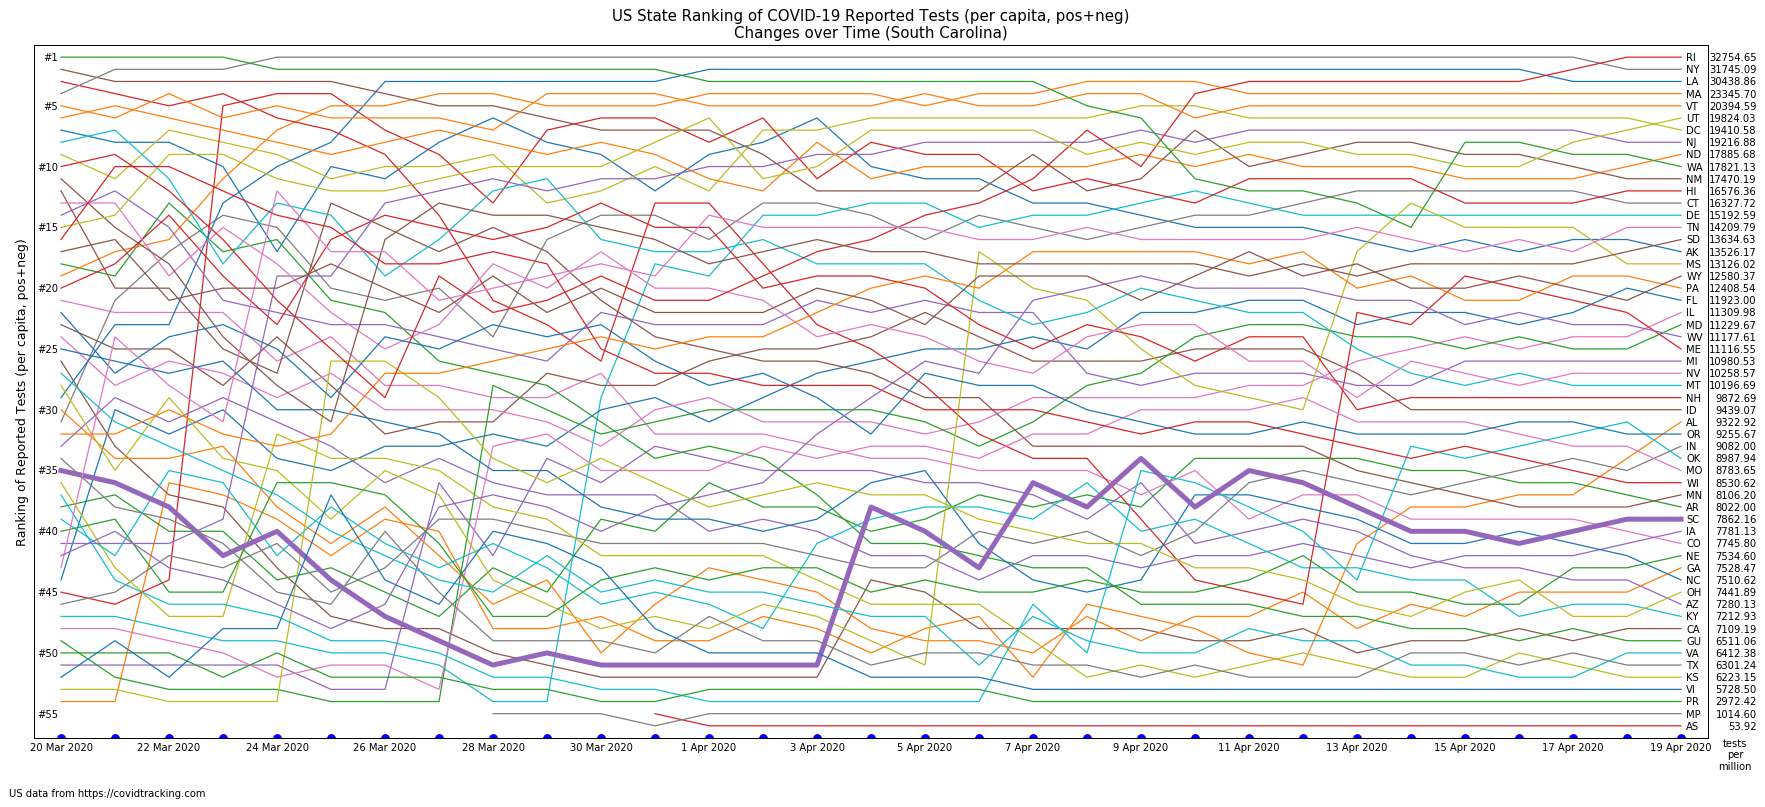 US State Ranking of COVID-19 Reported Tests (per capita, pos+neg)
Changes over Time (South Carolina)
Ranking of Reported Tests (per capita, pos+neg)
#1
#5
#10
#15
#20
#25
#30
#35
#40
#45
#50
#55
RI 32754.65
NY 31745.09
LA 30438.86
MA 23345.70
VT 20394.59
UT 19824.03
DC 19410.58
NJ 19216.88
ND 17885.68
WA 17821.13
NM 17470.19
HI 16576.36
CT 16327.72
DE 15192.59
TN 14209.79
SD 13634.63
AK 13526.17
MS 13126.02
WY 12580.37
PA 12408.54
FL 11923.00
IL 11309.98
MD 11229.67
WV 11177.61
ME 11116.55
MI 10980.53
NV 10258.57
MT 10196.69
NH 9872.69
ID 9439.07
AL 9322.92
OR 9255.67
IN 9082.00
OK 8987.94
MO 8783.65
WI 8530.62
MN 8106.20
AR 8022.00
SC 7862.16
IA 7781.13
CO 7745.80
NE 7534.60
GA 7528.47
NC 7510.62
OH 7441.89
AZ 7280.13
KY 7212.93
CA 7109.19
GU 6511.06
VA 6412.38
TX 6301.24
KS 6223.15
VI 5728.50
PR 2972.42
MP 1014.60
AS 53.92
20 Mar 2020 22 Mar 2020 24 Mar 2020 26 Mar 2020 28 Mar 2020 30 Mar 2020 1 Apr 2020 3 Apr 2020 5 Apr 2020 7 Apr 2020 9 Apr 2020 11 Apr 2020 13 Apr 2020 15 Apr 2020 17 Apr 2020 19 Apr 2020
tests
per
million
US data from https://covidtracking.com